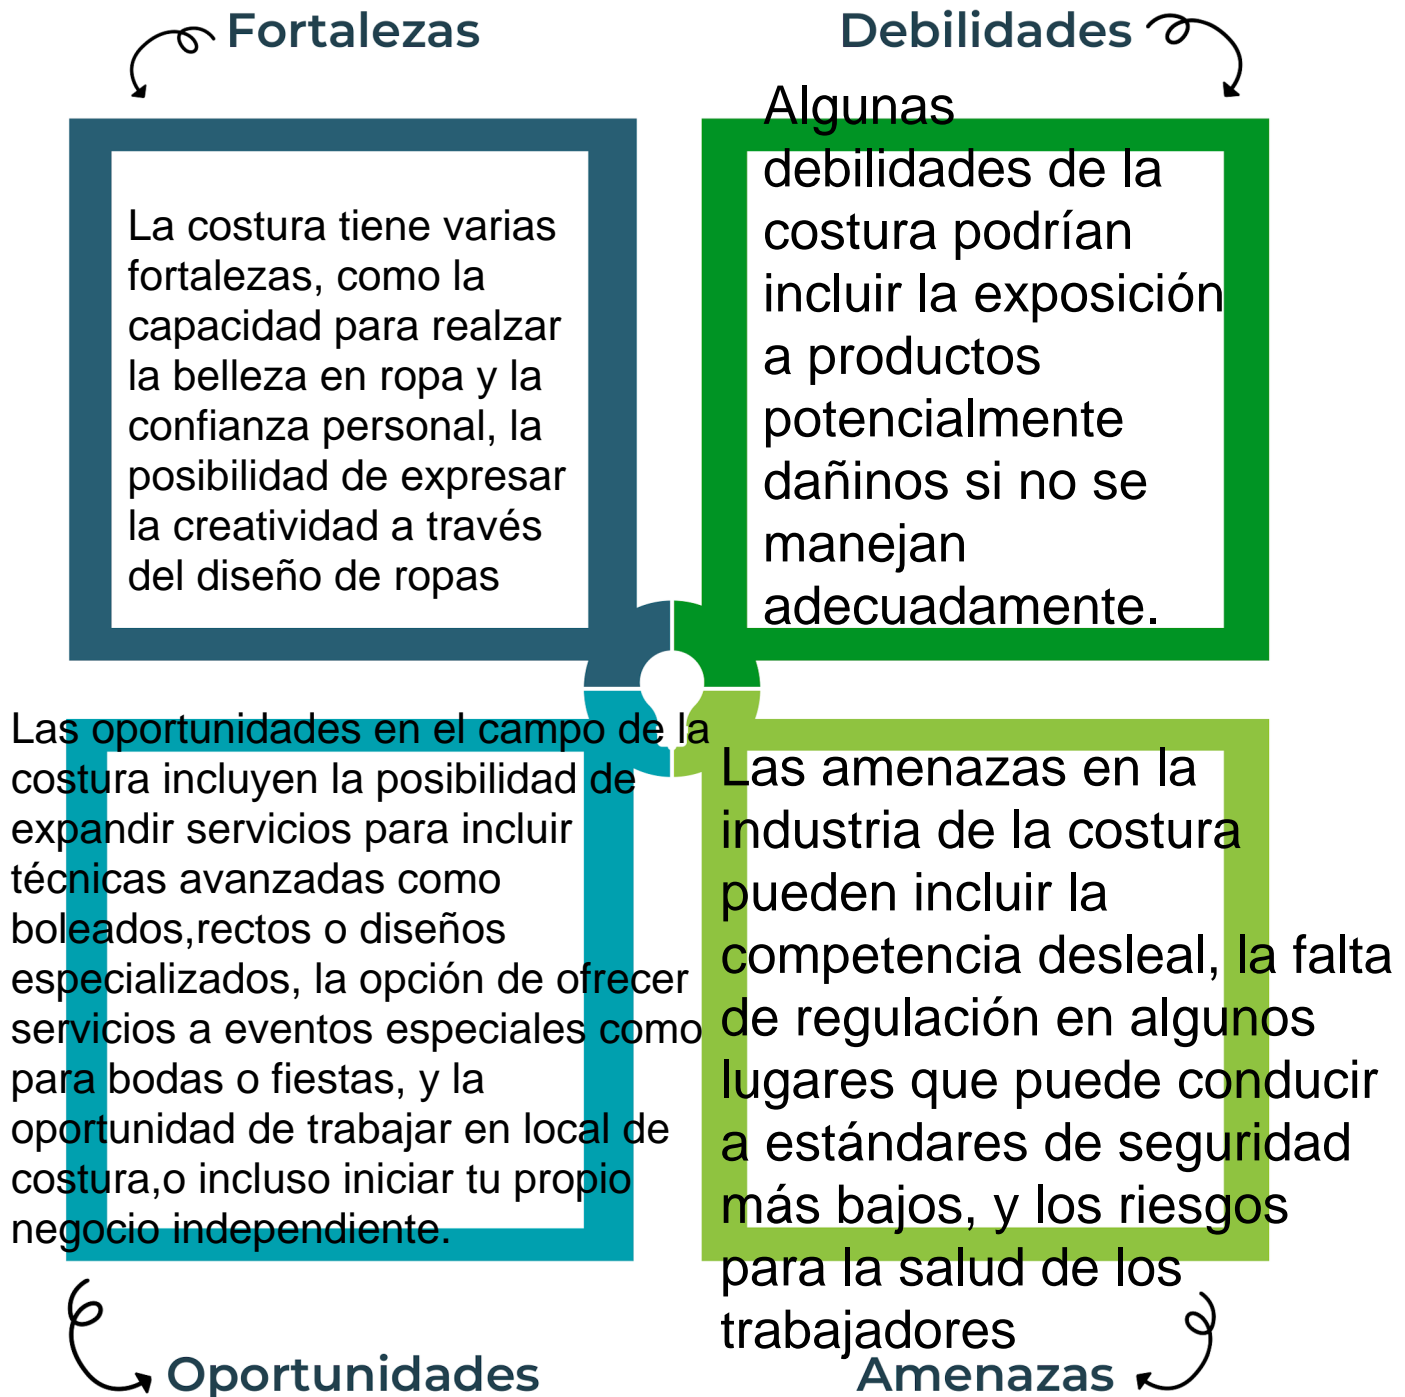 Fortalezas
La costura tiene varias
fortalezas, como la
capacidad para realzar
la belleza en ropa y la
confianza personal, la
posibilidad de expresar
la creatividad a través
del diseño de ropas
Debilidades
Algunas
debilidades de la
costura podrían
incluir la exposición
a productos
potencialmente
dañinos si no se
manejan
adecuadamente.
Las oportunidades en el campo de la
costura incluyen la posibilidad de
expandir servicios para incluir
técnicas avanzadas como
boleados,rectos o diseños
especializados, la opción de ofrecer
servicios a eventos especiales como
para bodas o fiestas, y la
oportunidad de trabajar en local de
costura,o incluso iniciar tu propio
negocio independiente.
Oportunidades
Las amenazas en la
industria de la costura
pueden incluir la
competencia desleal, la falta
de regulación en algunos
lugares que puede conducir
a estándares de seguridad
más bajos, y los riesgos
para la salud de los
trabajadores
Amenazas